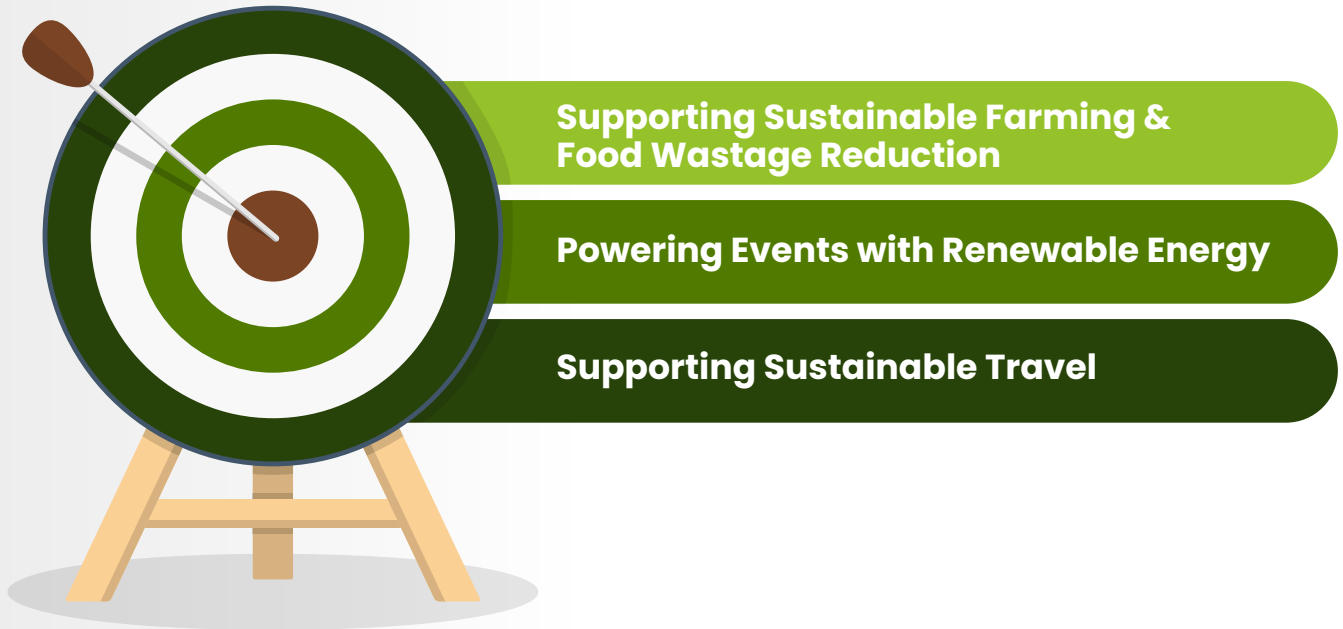 Supporting Sustainable Farming &
Food Wastage Reduction
Powering Events with Renewable Energy
Supporting Sustainable Travel